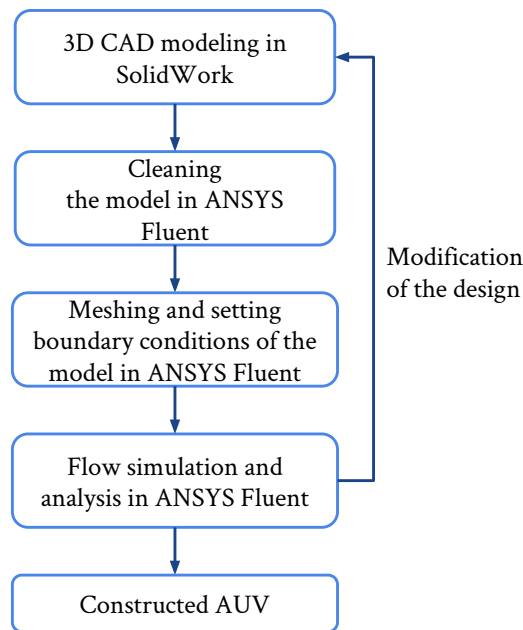 3D CAD modeling in
SolidWork
Cleaning
the model in ANSYS
Fluent
Modification
of the design
Meshing and setting
boundary conditions of the
model in ANSYS Fluent
Flow simulation and
analysis in ANSYS Fluent
Constructed AUV